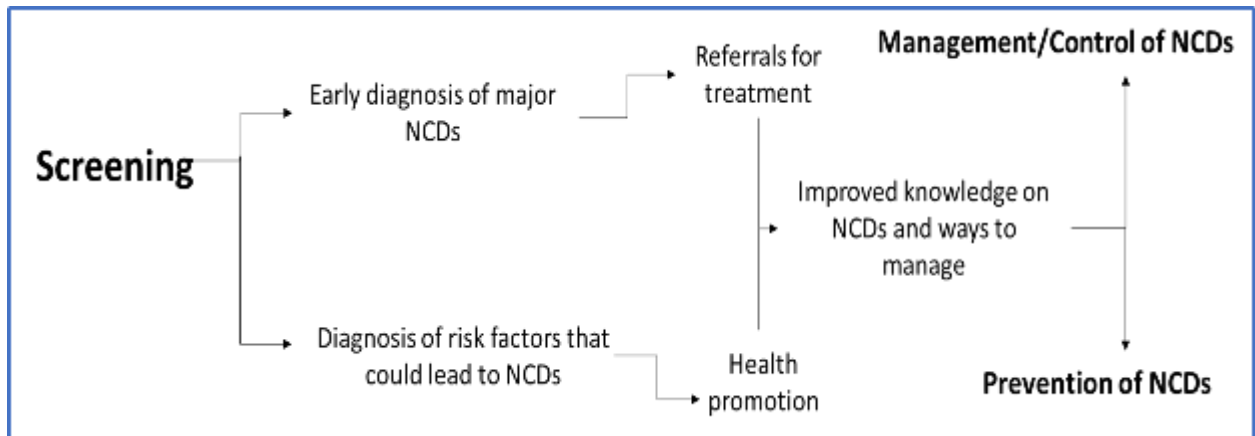 Screening
Early diagnosis of major
NCDs
Diagnosis of risk factors that
could lead to NCDs
Referrals for
treatment
Health
promotion
Improved knowledge on
NCDs and ways to
manage
Management/Control of NCDs
Prevention of NCDs